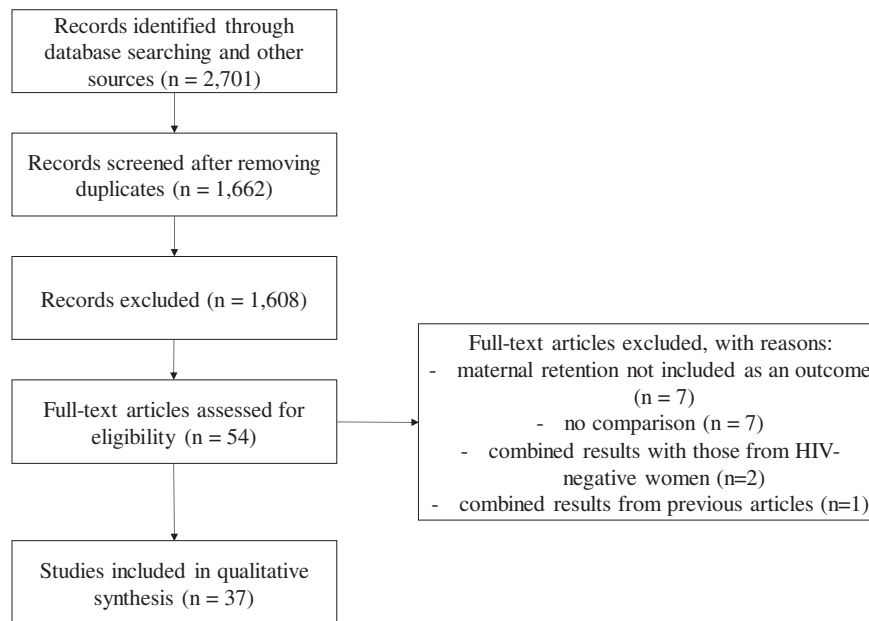 Records identified through
database searching and other
sources (n = 2,701)
Records screened after removing
duplicates (n = 1,662)
Records excluded (n = 1,608)
Full-text articles assessed for
eligibility (n = 54)
Full-text articles excluded, with reasons:
- maternal retention not included as an outcome
(n = 7)
- no comparison (n = 7)
- combined results with those from HIV-
negative women (n=2)
- combined results from previous articles (n=1)
Studies included in qualitative
synthesis (n = 37)